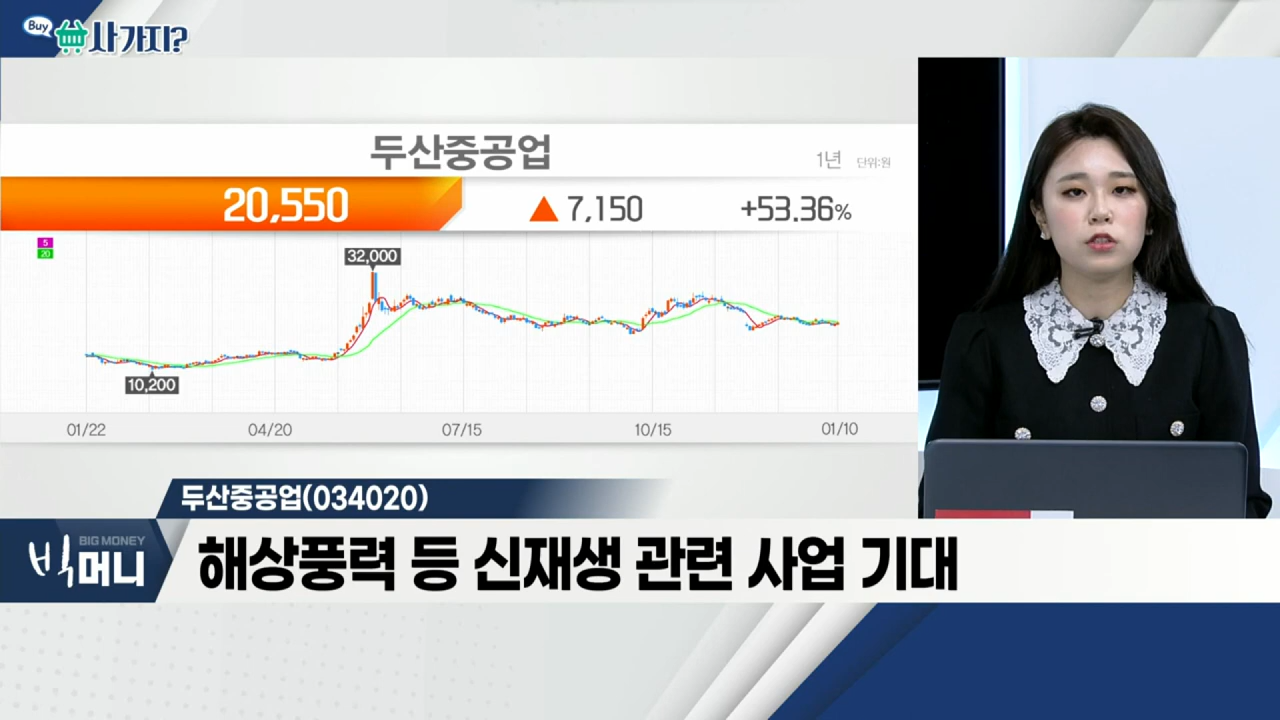 Buy
사 가지?
두산중공업
1년 단위:원
20,550 ▲ 7,150 +53.36%
5
20
32,000
10,200
01/22 04/20 07/15 10/15 01/10
두산중공업(034020)
BIG MONEY
빅머니
해상풍력 등 신재생 관련 사업 기대